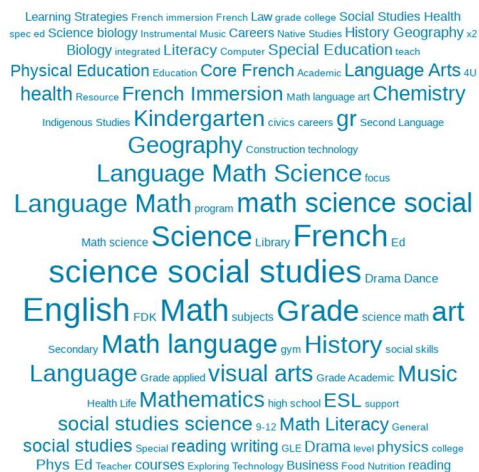 Learning Strategies French immersion French Law grade college Social Studies Health
spec ed Science biology Instrumental Music Careers Native Studies History Geography x2
Biology integrated Literacy Computer Special Education teach
Physical Education Education Core French Academic Language Arts 4U
health Resource French Immersion Math language art Chemistry
Indigenous Studies Kindergarten civics careers gr Second Language
Geography Construction technology
Language Math Science focus
Language Math program math science social
Math science Science Library French Ed
science social studies Drama Dance
English FDK Math subjects Grade science math art
Secondary Math language gym History social skills
Language Grade applied visual arts Grade Academic Music
Health Life Mathematics high school ESL support
social studies science 9-12 Math Literacy General
social studies Special reading writing GLE Drama level physics college
Phys Ed Teacher courses Exploring Technology Business Food Nutrition reading